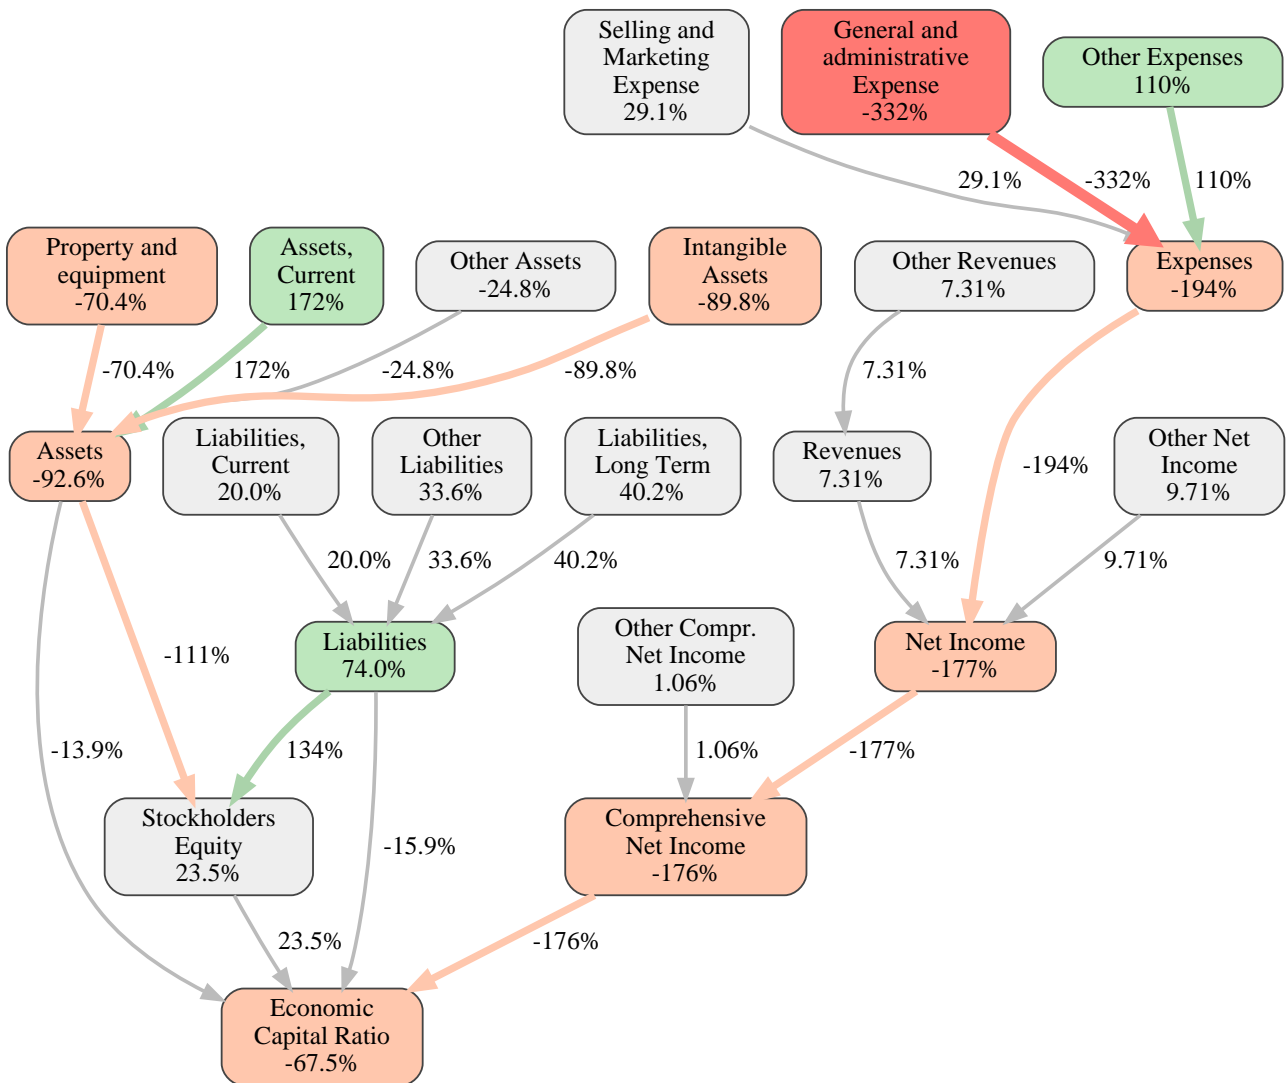 Selling and
Marketing
Expense
29.1%
General and
administrative
Expense
-332%
Other Expenses
110%
29.1%
-332%
110%
Property and
equipment
-70.4%
Assets,
Current
172%
Other Assets
-24.8%
Intangible
Assets
-89.8%
Other Revenues
7.31%
Expenses
-194%
-70.4%
172%
-24.8%
-89.8%
7.31%
Assets
-92.6%
Liabilities,
Current
20.0%
Other
Liabilities
33.6%
Liabilities,
Long Term
40.2%
Revenues
7.31%
-194%
Other Net
Income
9.71%
20.0%
33.6%
40.2%
7.31%
9.71%
-111%
Liabilities
74.0%
Other Compr.
Net Income
1.06%
Net Income
-177%
-13.9%
134%
1.06%
-177%
Stockholders
Equity
23.5%
-15.9%
Comprehensive
Net Income
-176%
23.5%
-176%
Economic
Capital Ratio
-67.5%